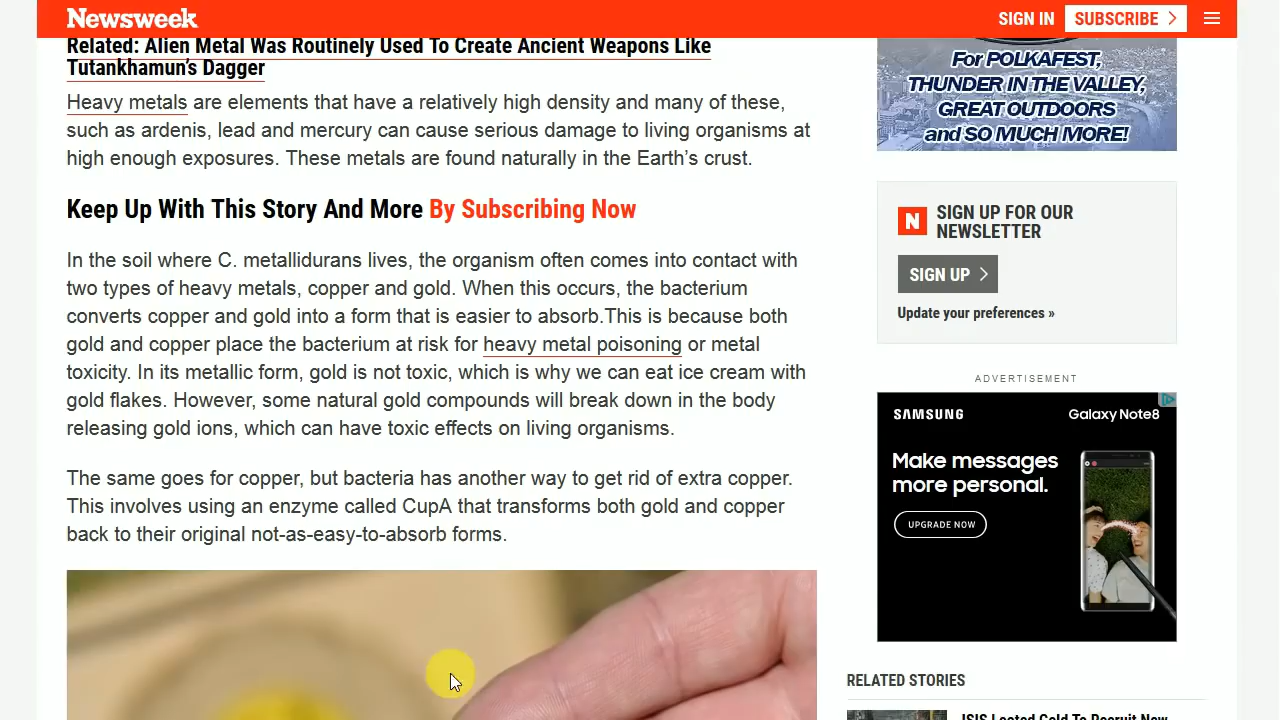 Newsweek
SIGN IN
SUBSCRIBE
Related: Alien Metal Was Routinely Used To Create Ancient Weapons Like
Tutankhamun's Dagger
Heavy metals are elements that have a relatively high density and many of these,
such as ardenis, lead and mercury can cause serious damage to living organisms at
high enough exposures. These metals are found naturally in the Earth's crust.
Keep Up With This Story And More By Subscribing Now
In the soil where C. metallidurans lives, the organism often comes into contact with
two types of heavy metals, copper and gold. When this occurs, the bacterium
converts copper and gold into a form that is easier to absorb.This is because both
gold and copper place the bacterium at risk for heavy metal poisoning or metal
toxicity. In its metallic form, gold is not toxic, which is why we can eat ice cream with
gold flakes. However, some natural gold compounds will break down in the body
releasing gold ions, which can have toxic effects on living organisms.
The same goes for copper, but bacteria has another way to get rid of extra copper.
This involves using an enzyme called CupA that transforms both gold and copper
back to their original not-as-easy-to-absorb forms.
For POLKAFEST,
THUNDER IN THE VALLEY,
GREAT OUTDOORS
and SO MUCH MORE!
N
SIGN UP FOR OUR
NEWSLETTER
SIGN UP
Update your preferences »
ADVERTISEMENT
SAMSUNG
Galaxy Note8
Make messages
more personal.
UPGRADE NOW
RELATED STORIES
ISIS Looted Gold To Recruit New